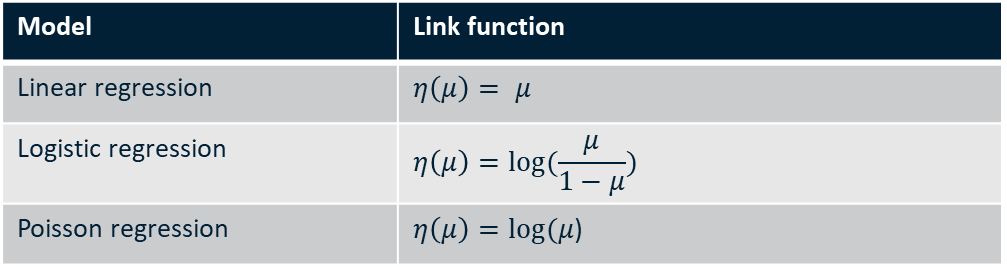 Model Link function
Linear regression η(μ) = μ
Logistic regression η(μ) = log(μ/(1 − μ))
Poisson regression η(μ) = log(μ)